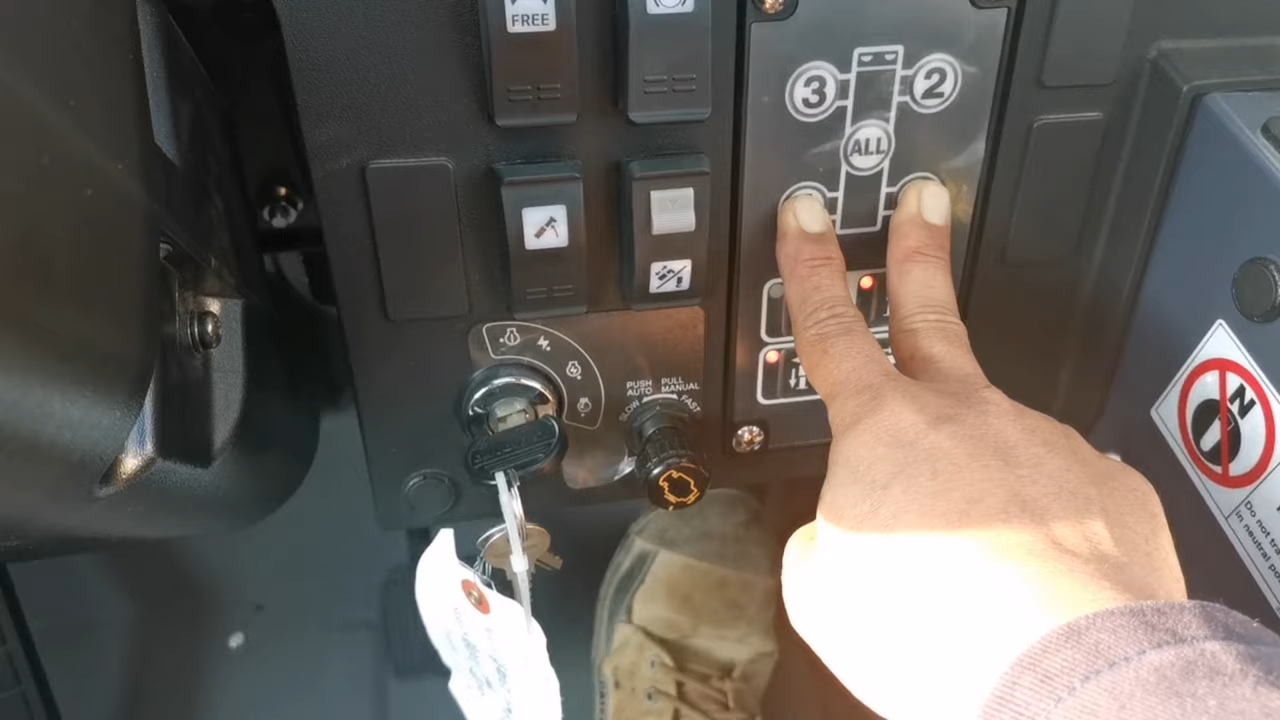 FREE
3
2
ALL
PUSH AUTO
PULL MANUAL
SLOW
FAST
N
Do not tra
in neutral po